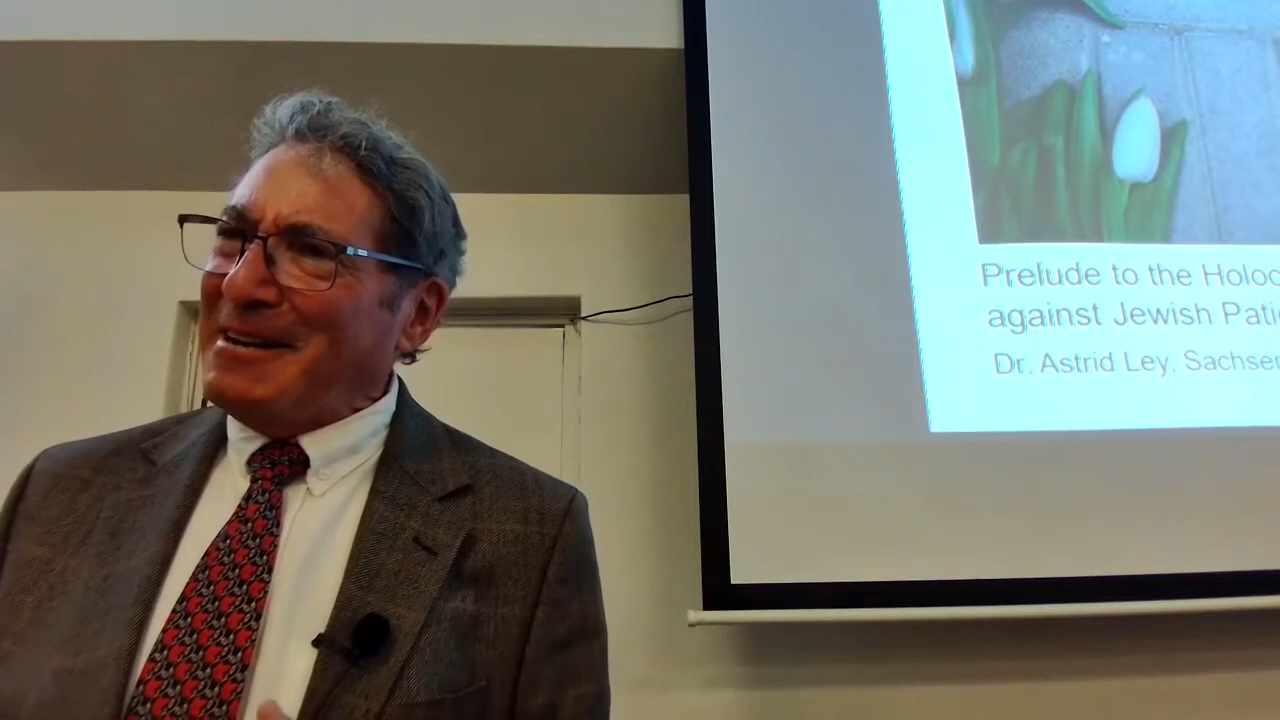 Prelude to the Holoc
against Jewish Pati
Dr. Astrid Ley, Sachsen